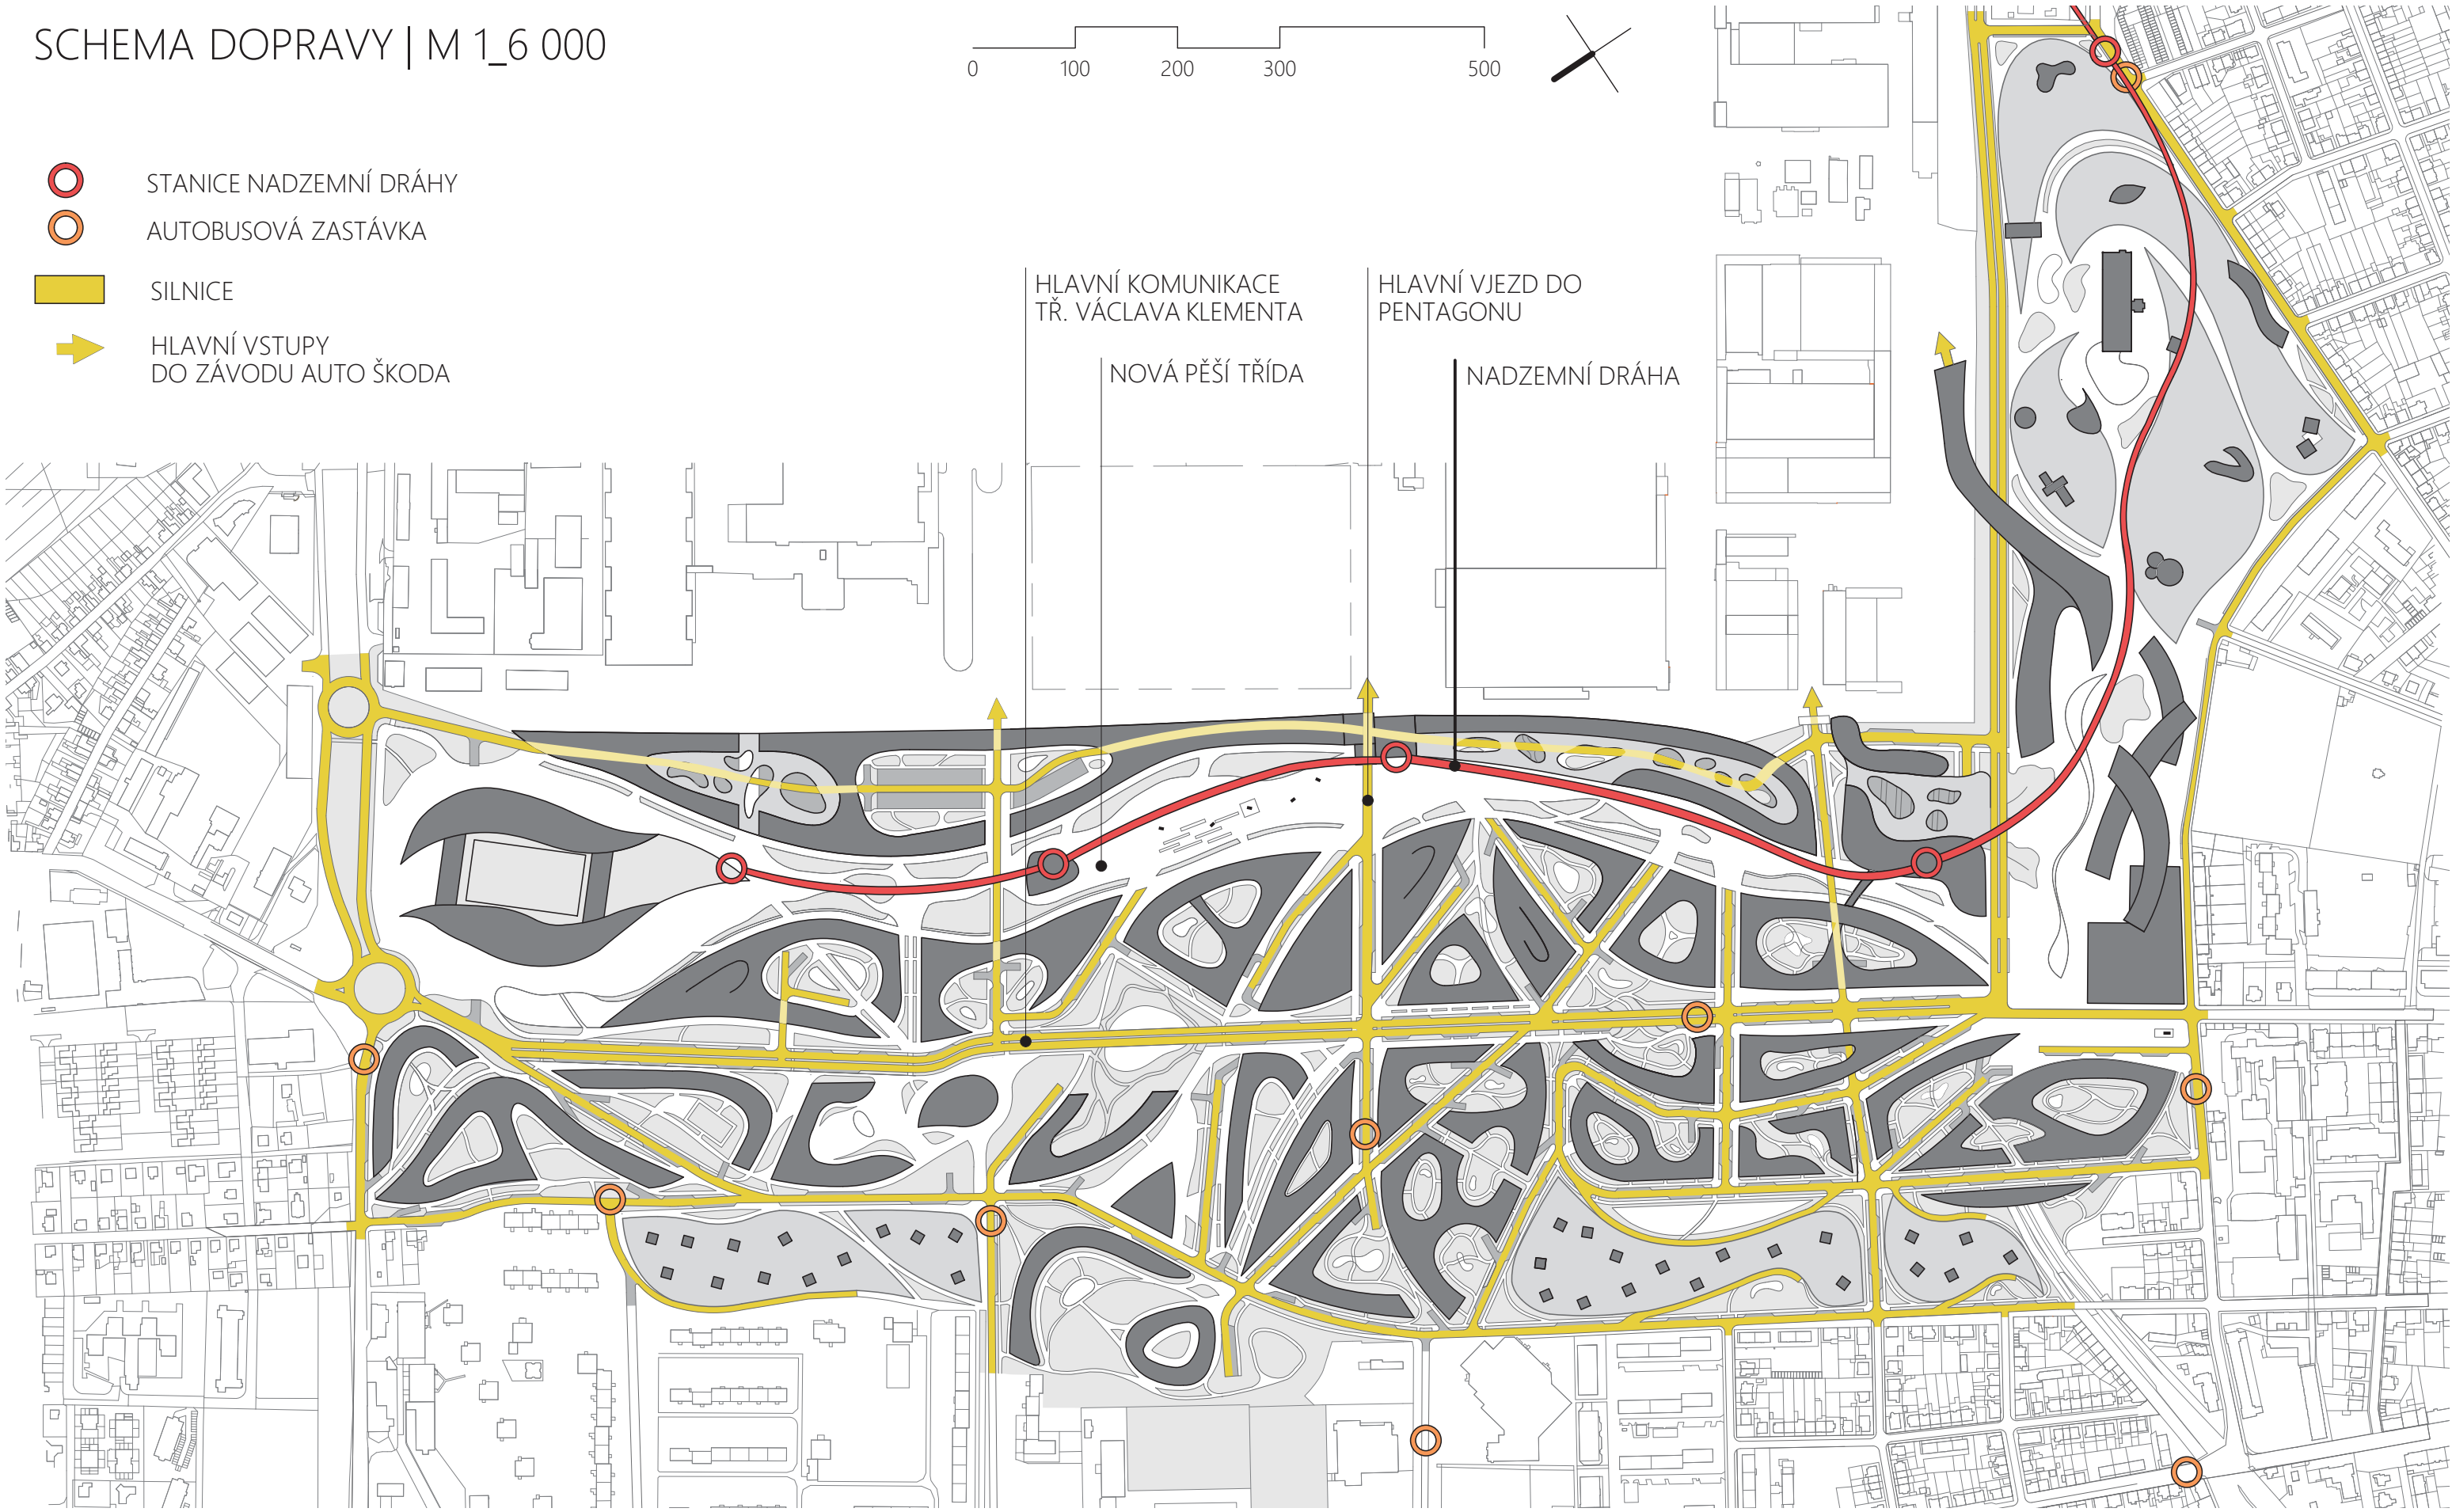 SCHEMA DOPRAVY | M 1_6 000
0 100 200 300 500
STANICE NADZEMNÍ DRÁHY
AUTOBUSOVÁ ZASTÁVKA
SILNICE
HLAVNÍ VSTUPY
DO ZÁVODU AUTO ŠKODA
HLAVNÍ KOMUNIKACE
TŘ. VÁCLAVA KLEMENTA
NOVÁ PĚŠÍ TŘÍDA
HLAVNÍ VJEZD DO
PENTAGONU
NADZEMNÍ DRÁHA